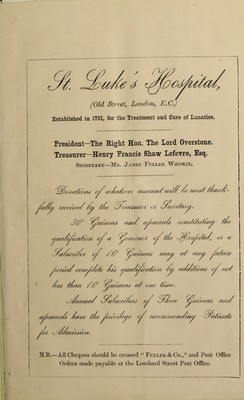 St. Luke's Hospital,
(Old Street, London, E.C.)
Established in 1751, for the Treatment and Cure of Lunatics.
President—The Right Hon. The Lord Overstone.
Treasurer—Henry Francis Shaw Lefevre, Esq.
Secretary—Mr. James Fuller Whiskin.
Donations of whatever amount will be most thank-
fully received by the Treasurer or Secretary.
30 Guineas and upwards constituting the
qualification of a Governor of the Hospital, or a
Subscriber of 10 Guineas may at any future
period complete his qualification by additions of not
less than 10 Guineas at one time.
Annual Subscribers of Three Guineas and
upwards have the privilege of recommending Patients
for Admission.
N.B.—All Cheques should be crossed "Fuller & Co.," and Post Office
Orders made payable at the Lombard Street Post Office.